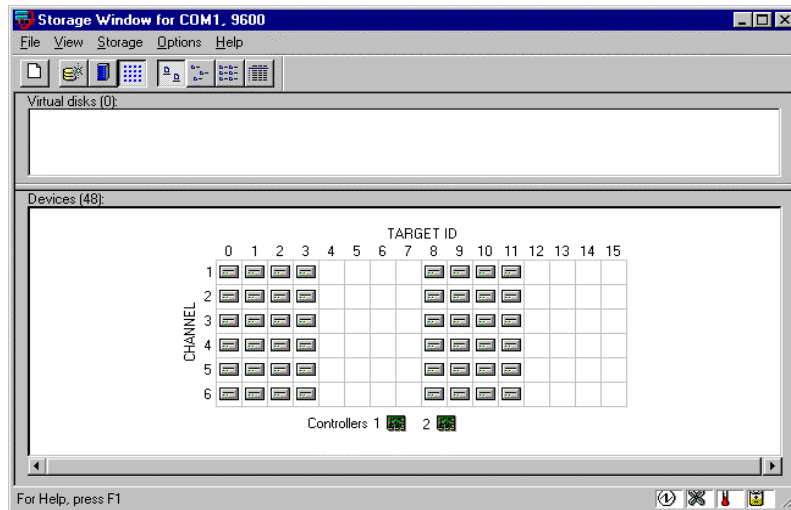 Storage Window for COM1, 9600
File View Storage Options Help
Virtual disks (0):
Devices (48):
TARGET ID
0 1 2 3 4 5 6 7 8 9 10 11 12 13 14 15
CHANNEL
1
2
3
4
5
6
Controllers 1 2
For Help, press F1